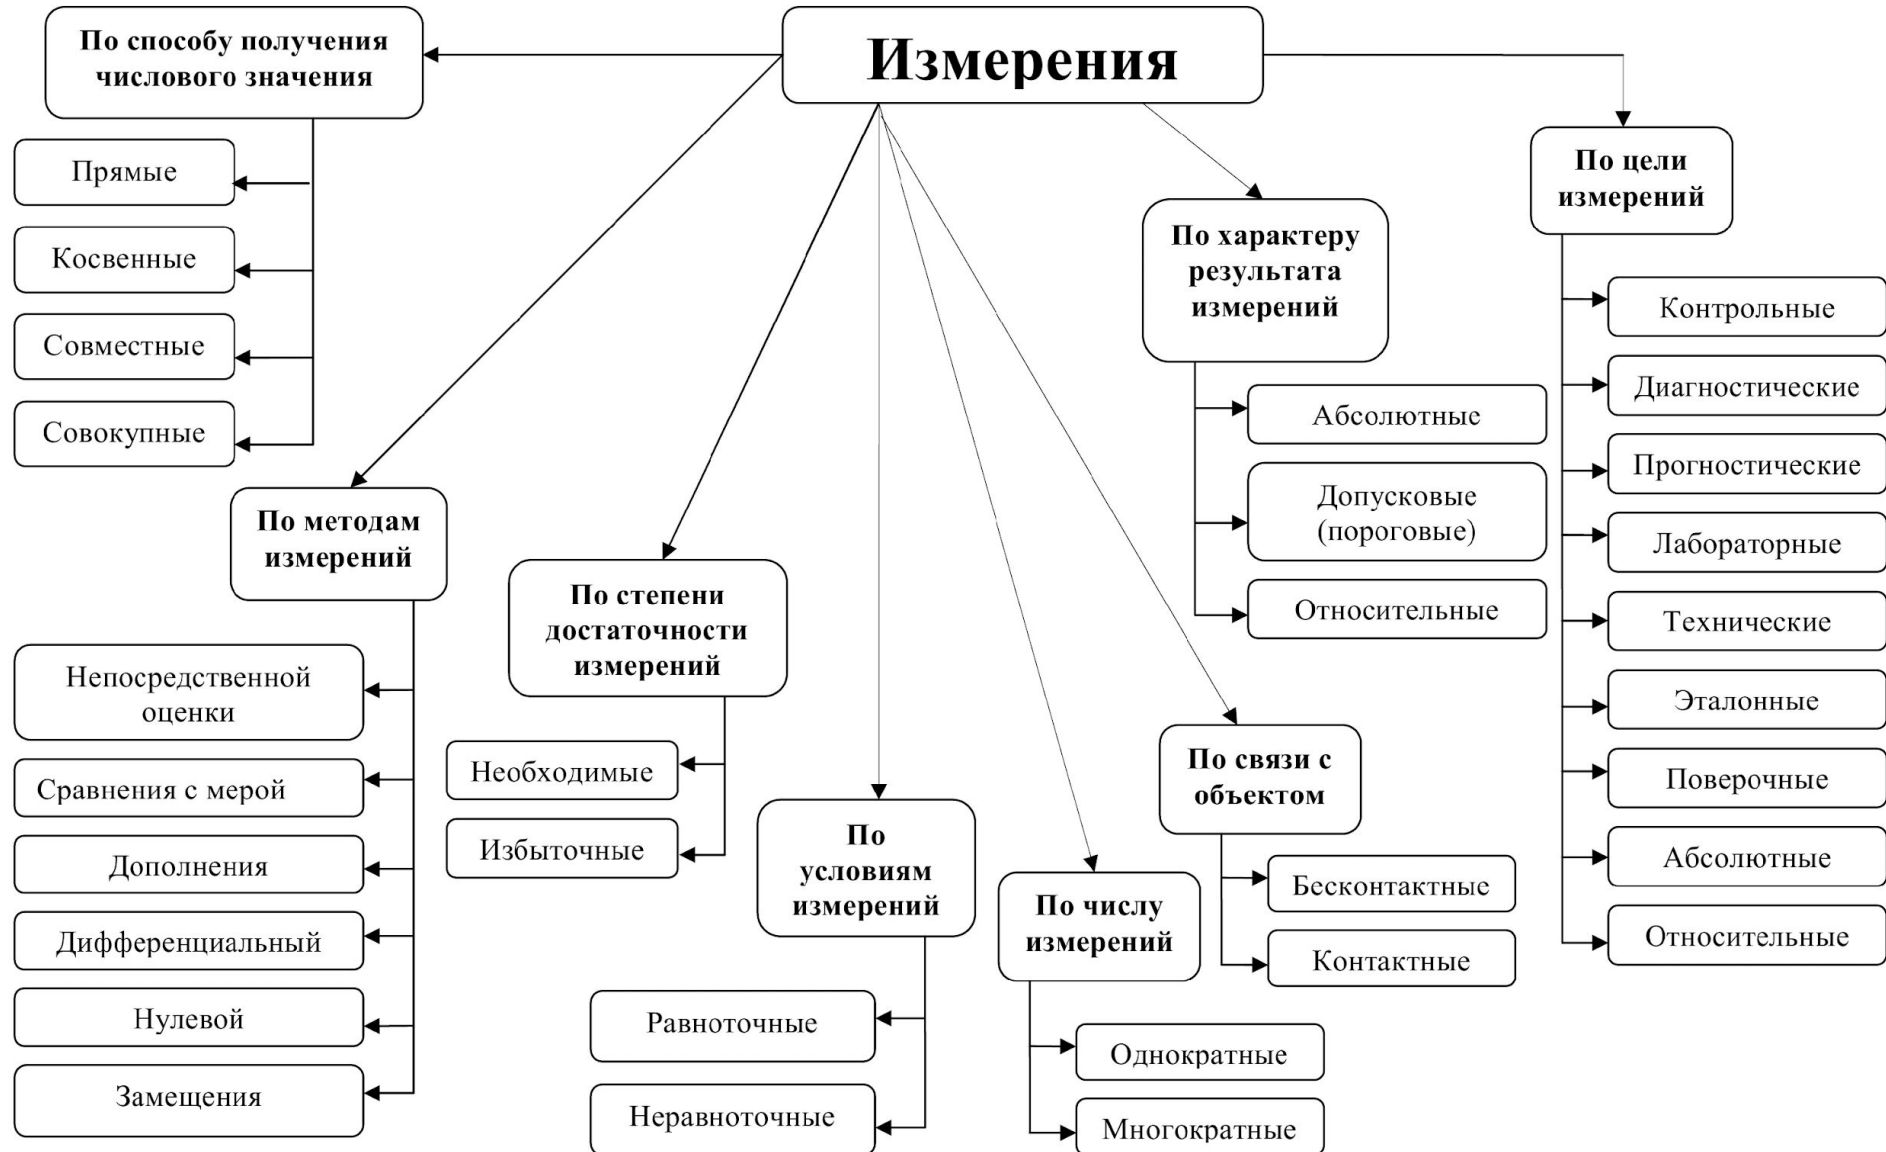 Измерения
По способу получения
числового значения
Прямые
Косвенные
Совместные
Совокупные
По методам
измерений
Непосредственной
оценки
Сравнения с мерой
Дополнения
Дифференциальный
Нулевой
Замещения
По степени
достаточности
измерений
Необходимые
Избыточные
По
условиям
измерений
Равноточные
Неравноточные
По числу
измерений
Однократные
Многократные
По связи с
объектом
Бесконтактные
Контактные
По характеру
результата
измерений
Абсолютные
Допусковые
(пороговые)
Относительные
По цели
измерений
Контрольные
Диагностические
Прогностические
Лабораторные
Технические
Эталонные
Поверочные
Абсолютные
Относительные